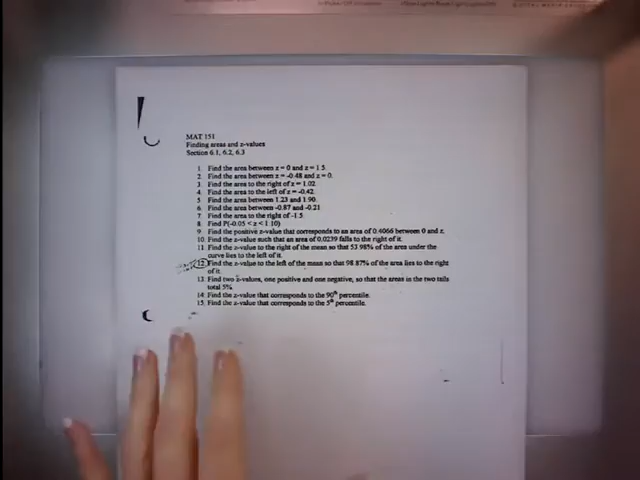 MAT 151
Finding areas and z-values
Section 6.1, 6.2, 6.3
1. Find the area between z = 0 and z = 1.5
2. Find the area between z = -0.48 and z = 0.
3. Find the area to the right of z = 1.02
4. Find the area to the left of z = -0.42.
5. Find the area between 1.23 and 1.90.
6. Find the area between -0.87 and -0.21
7. Find the area to the right of -1.5
8. Find P(-0.05 < z < 1.10)
9. Find the positive z-value that corresponds to an area of 0.4066 between 0 and z.
10. Find the z-value such that an area of 0.0239 falls to the right of it.
11. Find the z-value to the right of the mean so that 53.98% of the area under the
curve lies to the left of it.
12. Find the z-value to the left of the mean so that 98.87% of the area lies to the right
of it.
13. Find two z-values, one positive and one negative, so that the areas in the two tails
total 5%
14. Find the z-value that corresponds to the 90th percentile.
15. Find the z-value that corresponds to the 5th percentile.